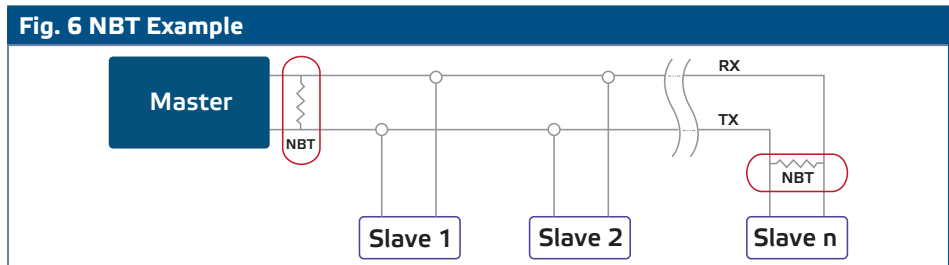 Fig. 6 NBT Example
Master
NBT
RX
TX
NBT
Slave 1
Slave 2
Slave n